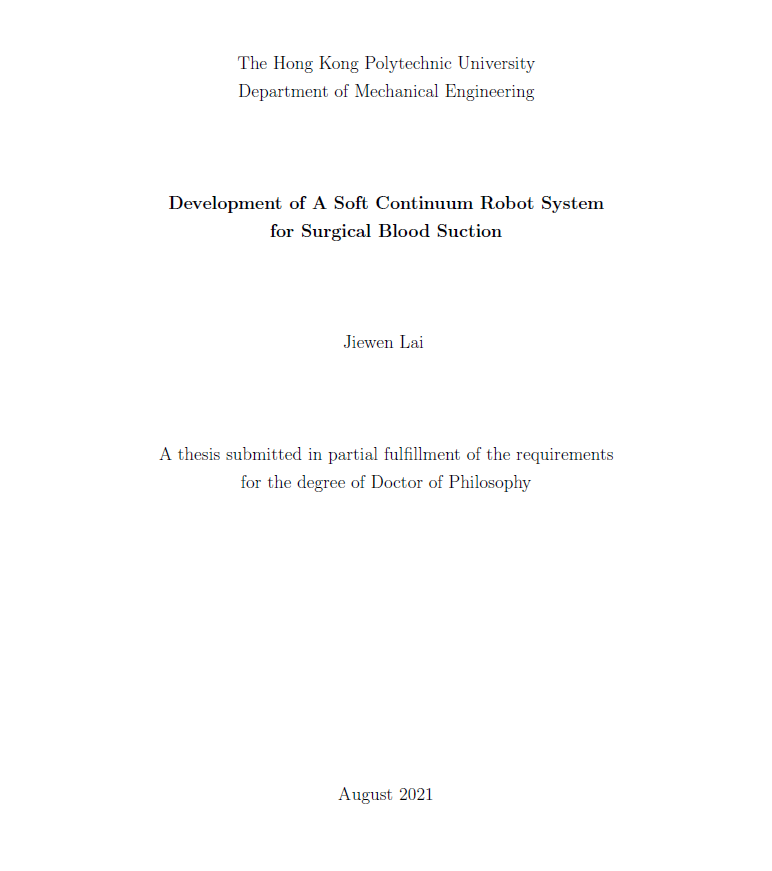 The Hong Kong Polytechnic University
Department of Mechanical Engineering
Development of A Soft Continuum Robot System
for Surgical Blood Suction
Jiewen Lai
A thesis submitted in partial fulfillment of the requirements
for the degree of Doctor of Philosophy
August 2021